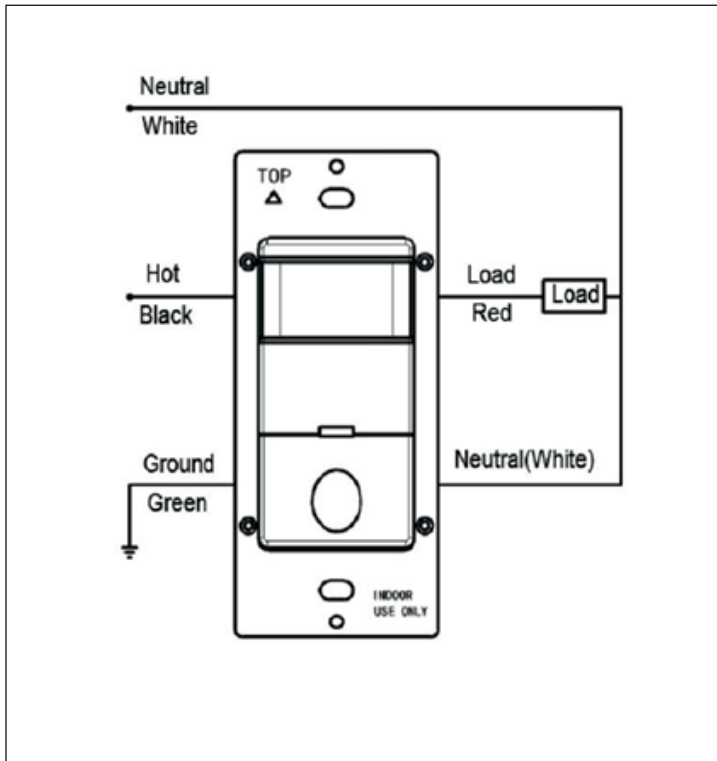 Neutral
White
TOP
Hot
Black
Load
Red
Load
Ground
Green
Neutral(White)
INDOOR
USE ONLY